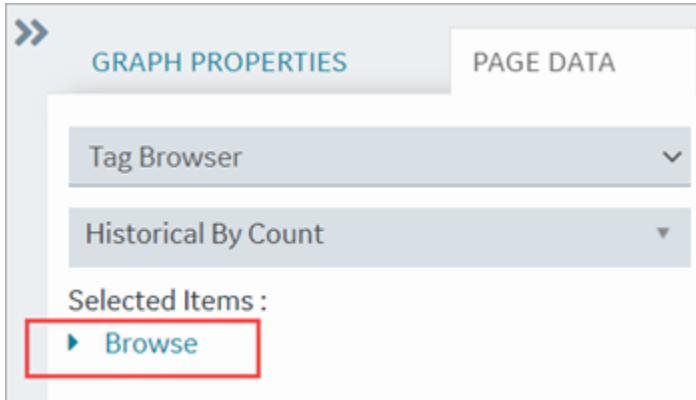 GRAPH PROPERTIES PAGE DATA
Tag Browser
Historical By Count
Selected Items :
Browse